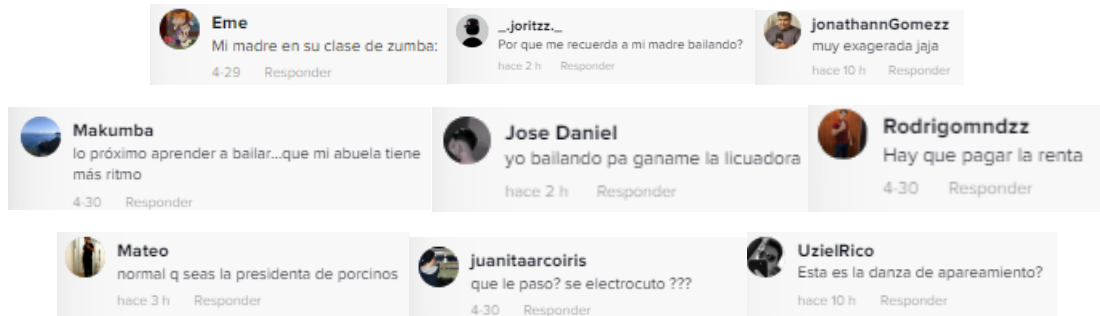 Eme
Mi madre en su clase de zumba:
4-29 Responder
_.joritzz._
Por que me recuerda a mi madre bailando?
hace 2 h Responder
jonathannGomezz
muy exagerada jaja
hace 10 h Responder
Makumba
lo próximo aprender a bailar...que mi abuela tiene
más ritmo
4-30 Responder
Jose Daniel
yo bailando pa ganame la licuadora
hace 2 h Responder
Rodrigomndzz
Hay que pagar la renta
4-30 Responder
Mateo
normal q seas la presidenta de porcinos
hace 3 h Responder
juanitaarcoiris
que le paso? se electrocuto ???
4-30 Responder
UzielRico
Esta es la danza de apareamiento?
hace 10 h Responder